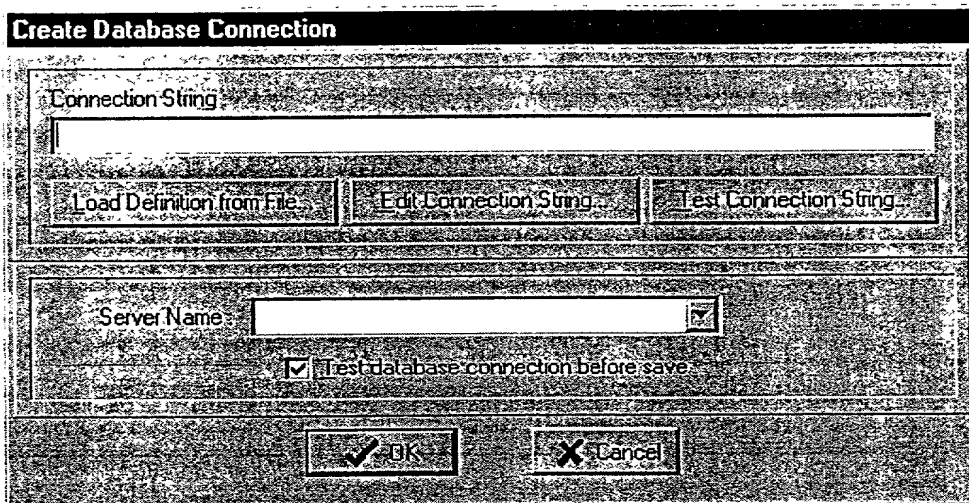 Create Database Connection
Connection String:
Load Definition from File...
Edit Connection String...
Test Connection String...
Server Name:
Test database connection before save.
OK
Cancel